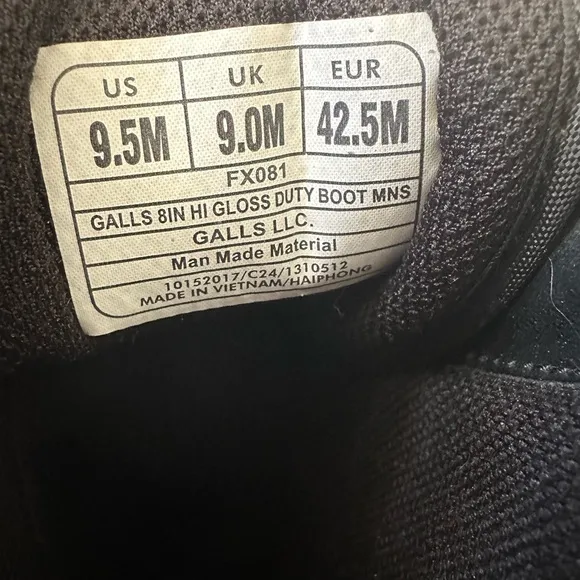 US UK EUR
9.5M 9.0M 42.5M
FX081
GALLS 8IN HI GLOSS DUTY BOOT MNS
GALLS LLC.
Man Made Material
10152017/C24/1310512
MADE IN VIETNAM/HAIPHONG